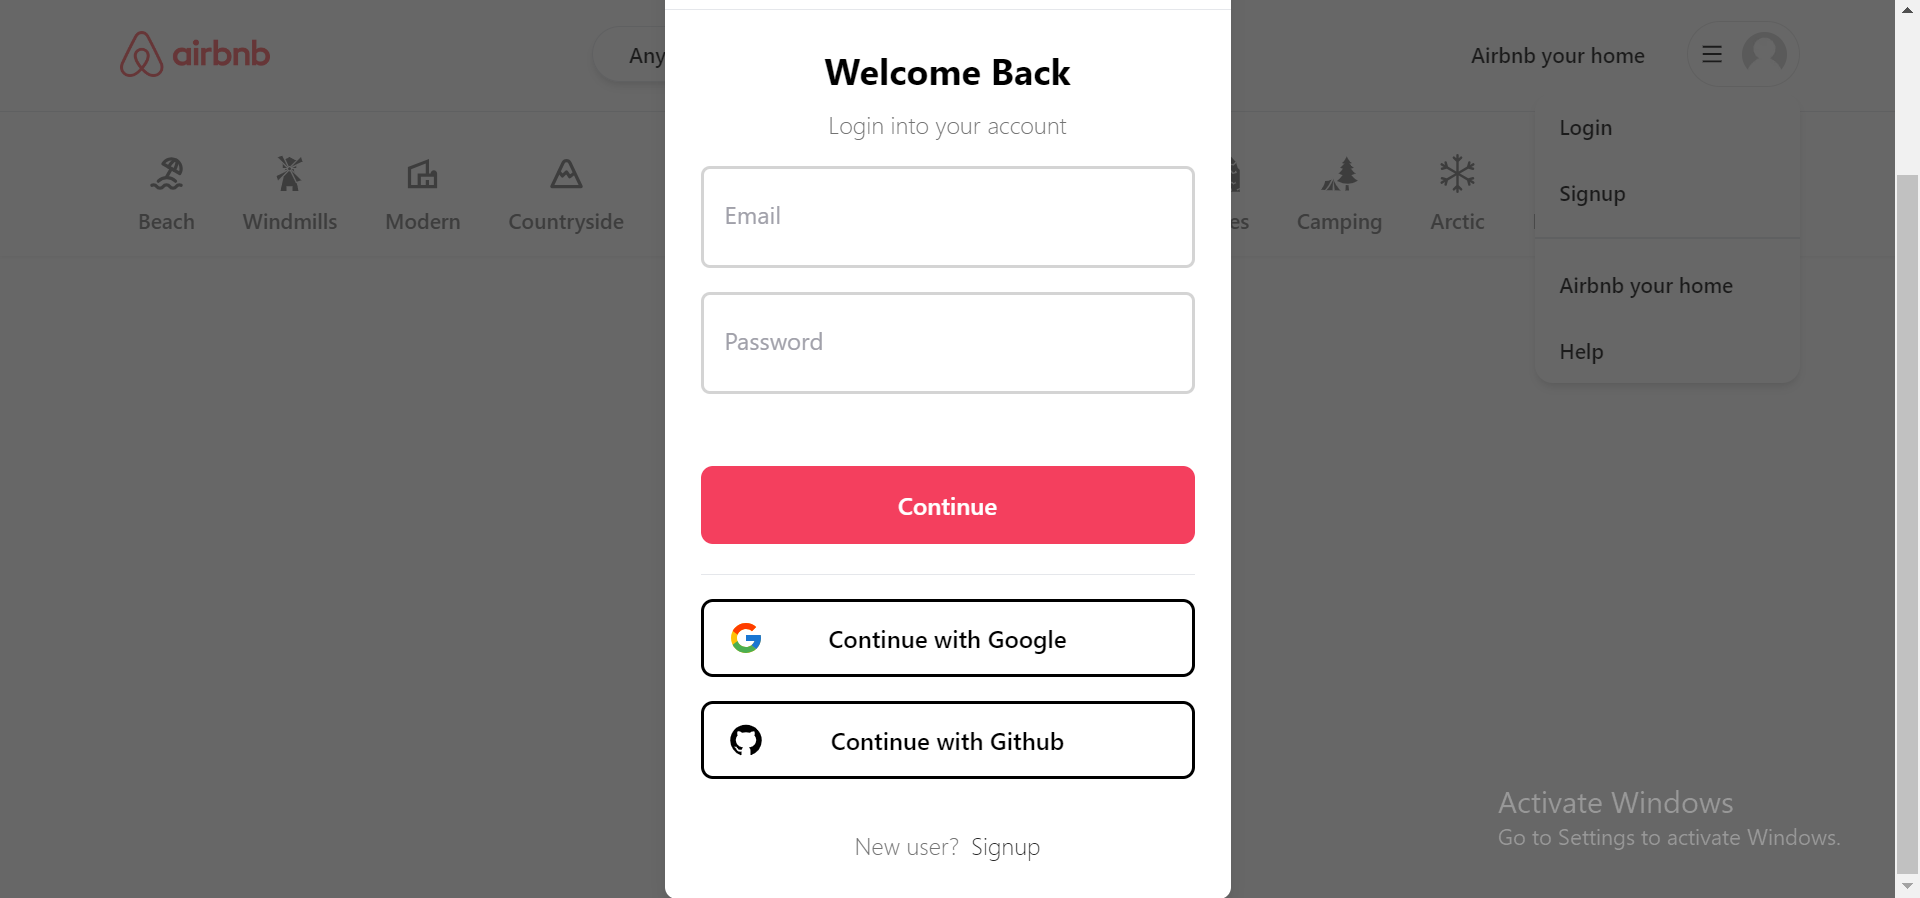 airbnb
Any
Airbnb your home
Beach
Windmills
Modern
Countryside
es
Camping
Arctic
Login
Signup
Airbnb your home
Help
Welcome Back
Login into your account
Email
Password
Continue
Continue with Google
Continue with Github
New user? Signup
Activate Windows
Go to Settings to activate Windows.